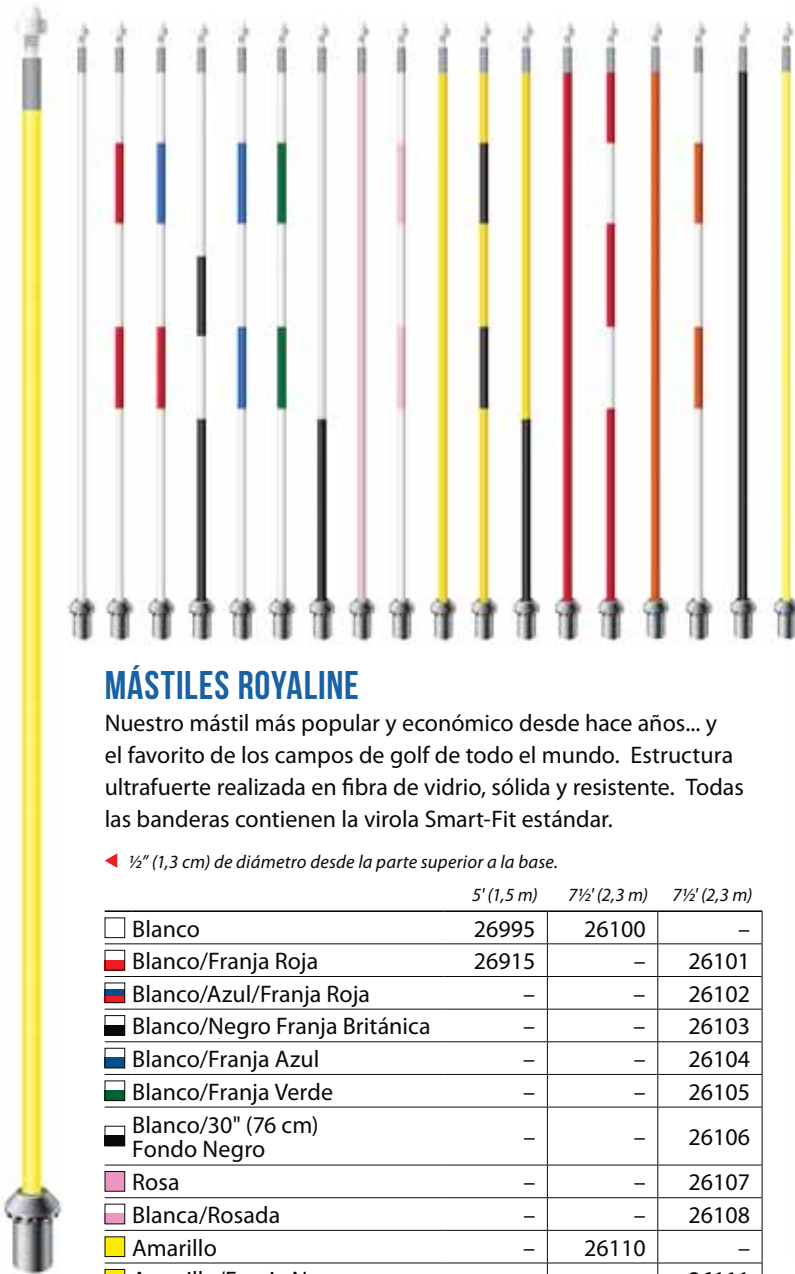 MÁSTILES ROYALINE
Nuestro mástil más popular y económico desde hace años... y
el favorito de los campos de golf de todo el mundo.  Estructura
ultrafuerte realizada en fibra de vidrio, sólida y resistente.  Todas
las banderas contienen la virola Smart-Fit estándar.
½" (1,3 cm) de diámetro desde la parte superior a la base.
5' (1,5 m) 7½' (2,3 m) 7½' (2,3 m)
Blanco 26995 26100 –
Blanco/Franja Roja 26915 – 26101
Blanco/Azul/Franja Roja – – 26102
Blanco/Negro Franja Británica – – 26103
Blanco/Franja Azul – – 26104
Blanco/Franja Verde – – 26105
Blanco/30" (76 cm)
Fondo Negro – – 26106
Rosa – – 26107
Blanca/Rosada – – 26108
Amarillo – 26110 –